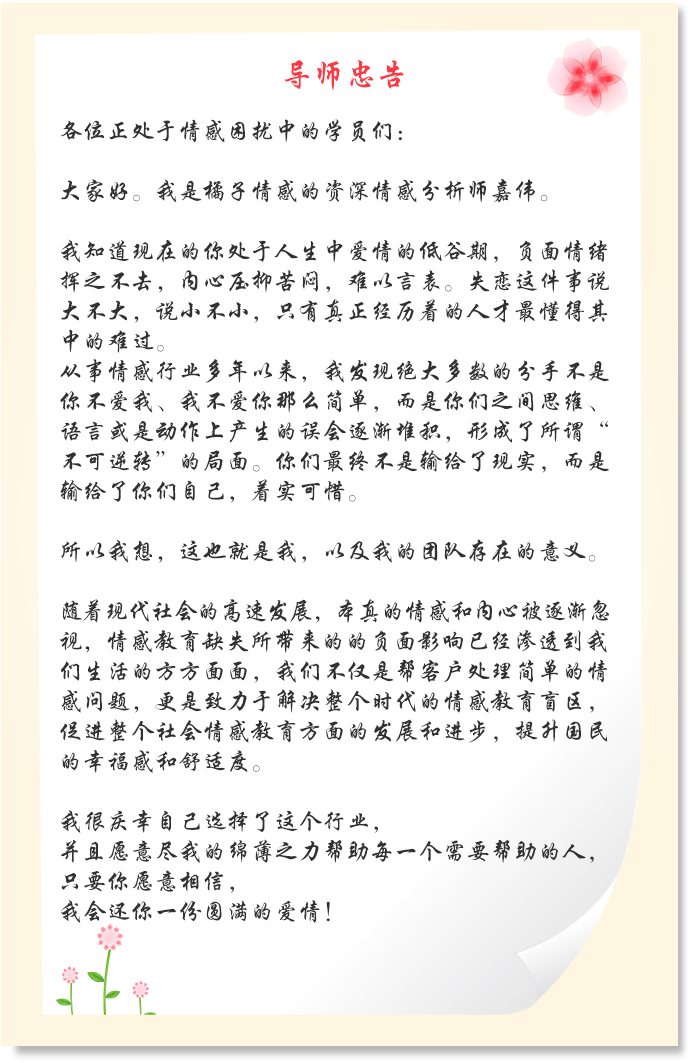 导师忠告
各位正处于情感困扰中的学员们：
大家好。我是橘子情感的资深情感分析师嘉伟。
我知道现在的你处于人生中爱情的低谷期，负面情绪
挥之不去，内心压抑苦闷，难以言表。失恋这件事说
大不大，说小不小，只有真正经历着的人才最懂得其
中的难过。
从事情感行业多年以来，我发现绝大多数的分手不是
你不爱我、我不爱你那么简单，而是你们之间思维、
语言或是动作上产生的误会逐渐堆积，形成了所谓“
不可逆转”的局面。你们最终不是输给了现实，而是
输给了你们自己，着实可惜。
所以我想，这也就是我，以及我的团队存在的意义。
随着现代社会的高速发展，本真的情感和内心被逐渐忽
视，情感教育缺失所带来的的负面影响已经渗透到我
们生活的方方面面，我们不仅是帮客户处理简单的情
感问题，更是致力于解决整个时代的情感教育盲区，
促进整个社会情感教育方面的发展和进步，提升国民
的幸福感和舒适度。
我很庆幸自己选择了这个行业，
并且愿意尽我的绵薄之力帮助每一个需要帮助的人，
只要你愿意相信，
我会还你一份圆满的爱情！